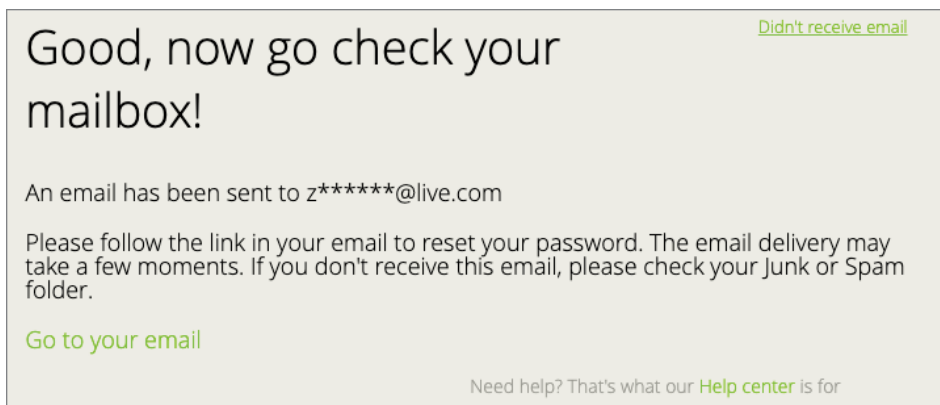 Didn't receive email
Good, now go check your
mailbox!
An email has been sent to z******@live.com
Please follow the link in your email to reset your password. The email delivery may
take a few moments. If you don't receive this email, please check your Junk or Spam
folder.
Go to your email
Need help? That's what our Help center is for